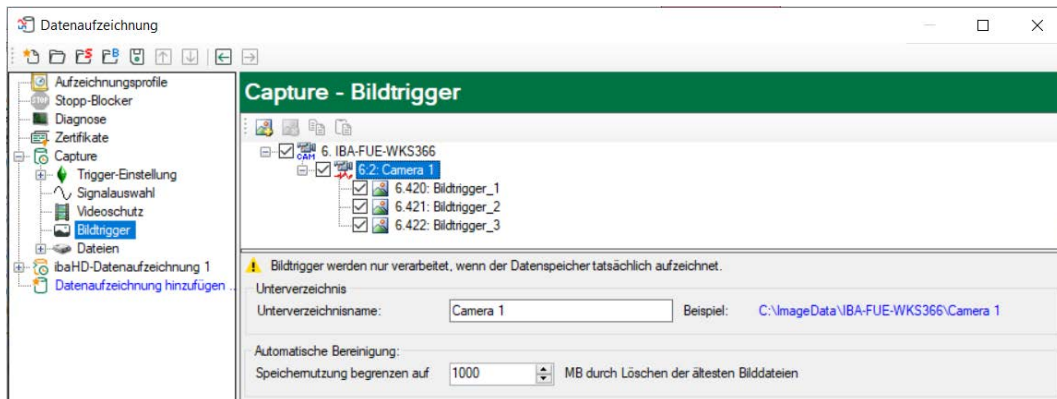 Datenaufzeichnung
Aufzeichnungsprofile
Stopp-Blocker
Diagnose
Zertifikate
Capture
Trigger-Einstellung
Signalauswahl
Videoschutz
Bildtrigger
Dateien
ibaHD-Datenaufzeichnung 1
Datenaufzeichnung hinzufügen ...
Capture - Bildtrigger
CAM 6. IBA-FUE-WKS366
6:2: Camera 1
6.420: Bildtrigger_1
6.421: Bildtrigger_2
6.422: Bildtrigger_3
Bildtrigger werden nur verarbeitet, wenn der Datenspeicher tatsächlich aufzeichnet.
Unterverzeichnis
Unterverzeichnisname: Camera 1 Beispiel: C:\ImageData\IBA-FUE-WKS366\Camera 1
Automatische Bereinigung:
Speichernutzung begrenzen auf 1000 MB durch Löschen der ältesten Bilddateien